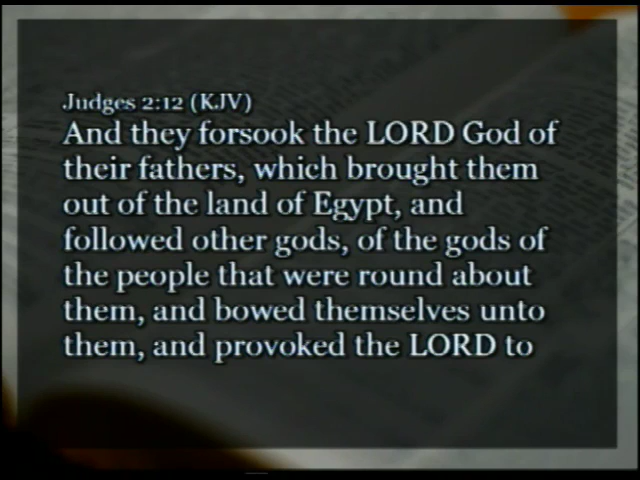 Judges 2:12 (KJV)
And they forsook the LORD God of
their fathers, which brought them
out of the land of Egypt, and
followed other gods, of the gods of
the people that were round about
them, and bowed themselves unto
them, and provoked the LORD to